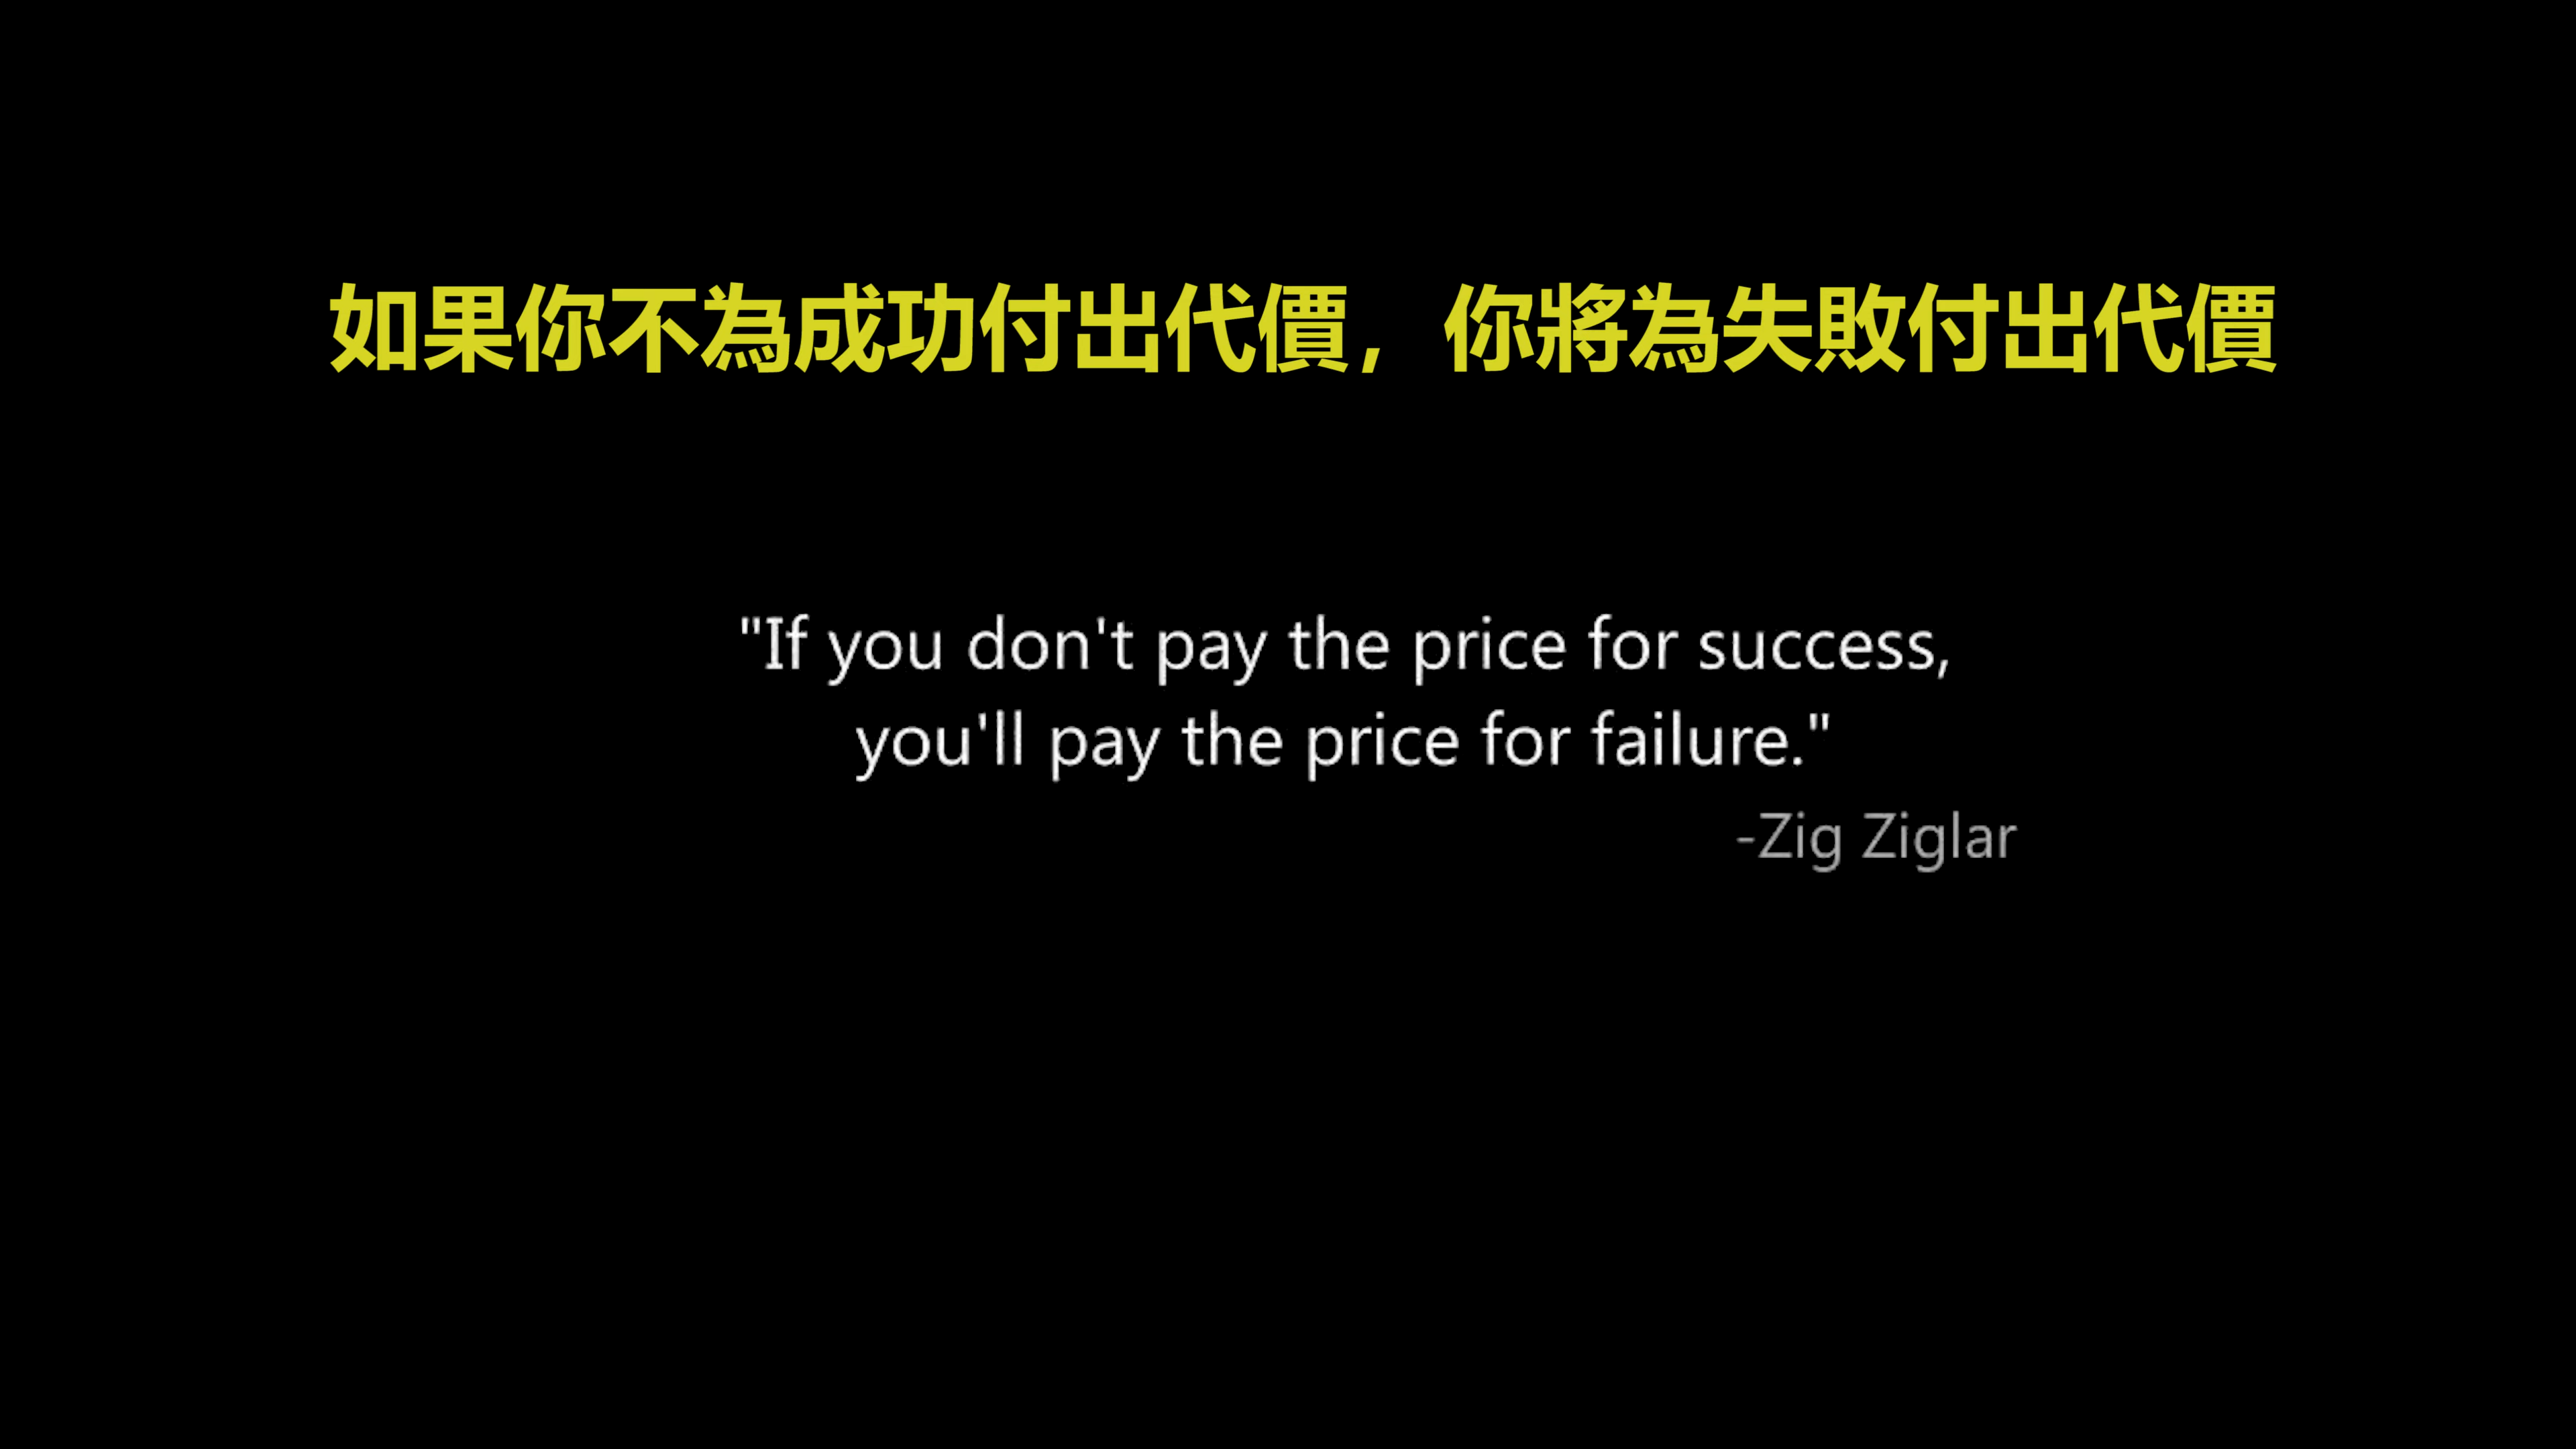 如果你不為成功付出代價，你將為失敗付出代價
"If you don't pay the price for success,
you'll pay the price for failure."
-Zig Ziglar